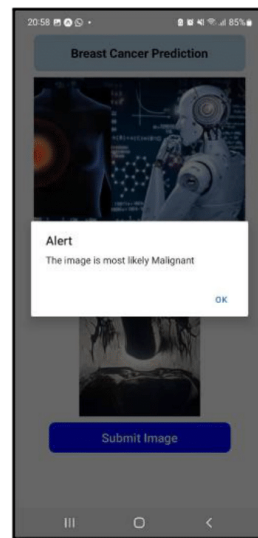 20:58
85%
Breast Cancer Prediction
Alert
The image is most likely Malignant
OK
Submit Image